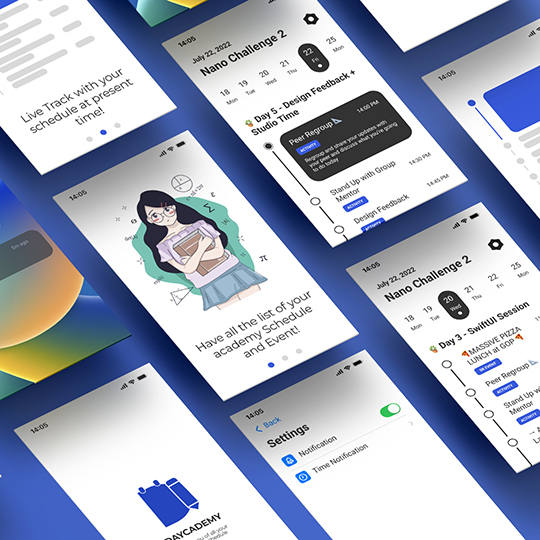 Live Track with your
schedule at present
time!
14:05
July 22, 2022
Nano Challenge 2
18 19 20 21 22 25
Mon Tue Wed Thu Fri Mon
Day 5 - Design Feedback +
Studio Time
Peer Regroup
14:00 PM
ACTIVITY
Regroup and share your updates with
your peer and discuss what you're going
to do today
Stand Up with Group
Mentor
14:30 PM
ACTIVITY
Design Feedback
14:45 PM
ACTIVITY
5m ago
14:05
Σ
π
Have all the list of your
academy Schedule
and Event!
14:05
July 22, 2022
Nano Challenge 2
18 19 20 21 22 25
Mon Tue Wed Thu Fri Mon
Day 3 - SwiftUI Session
MASSIVE PIZZA
LUNCH at GOP
Peer Regroup
ACTIVITY
Stand Up with
Mentor
ACTIVITY
14:05
DAYCADEMY
of all your
schedule
14:05
Back
Settings
Notification
Time Notification